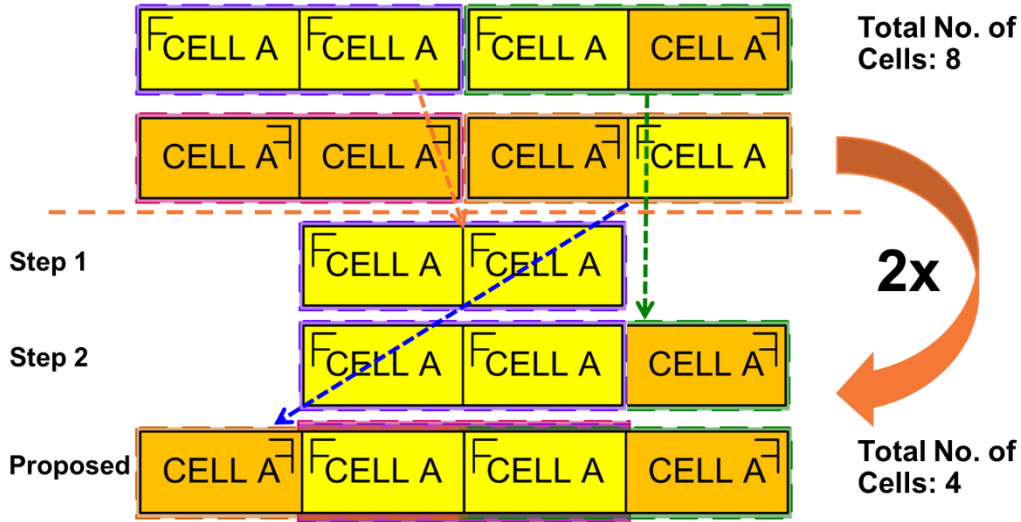 CELL A CELL A CELL A CELL A
Total No. of
Cells: 8
CELL A CELL A CELL A CELL A
Step 1
CELL A CELL A
2x
Step 2
CELL A CELL A CELL A
Proposed
CELL A CELL A CELL A CELL A
Total No. of
Cells: 4